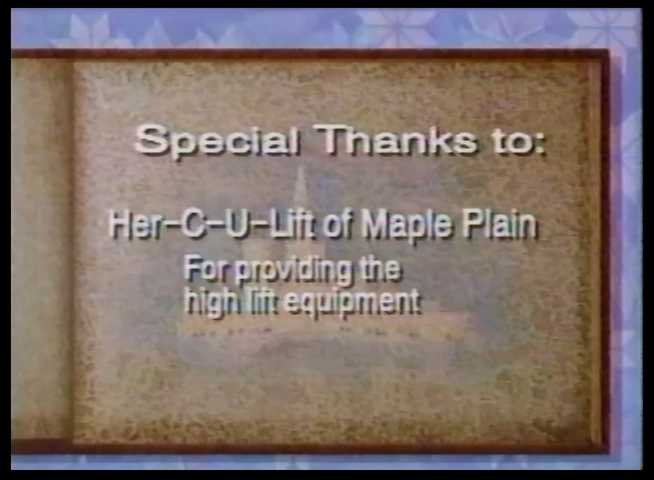 Special Thanks to:
Her-C-U-Lift of Maple Plain
For providing the
high lift equipment